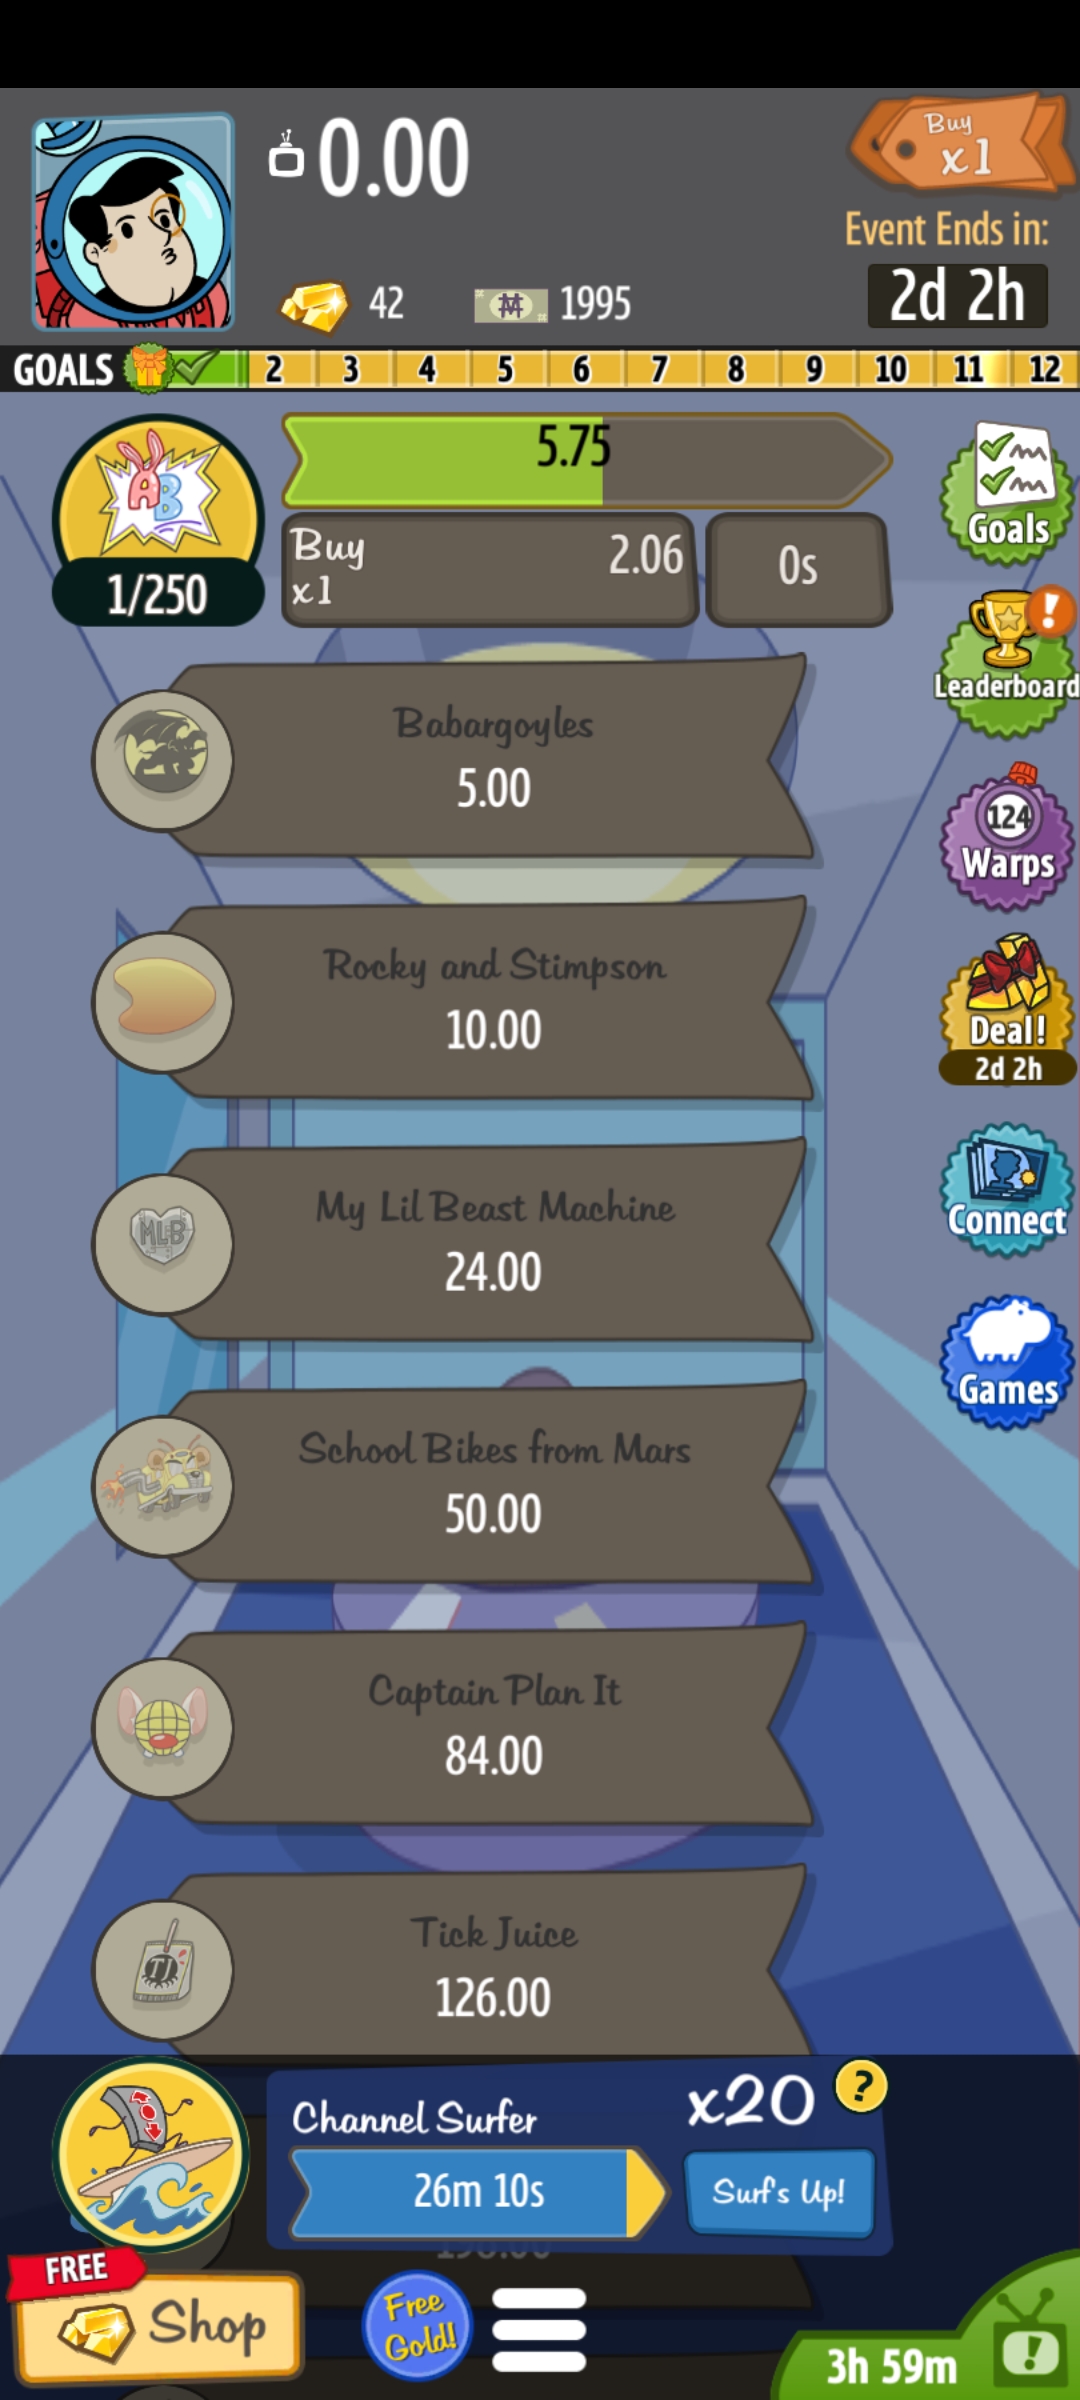 0.00
Buy
x1
Event Ends in:
2d 2h
42
1995
GOALS 2 3 4 5 6 7 8 9 10 11 12
AB
1/250
5.75
Buy
x1
2.06
0s
Goals
Babargoyles
5.00
Leaderboard
124
Warps
Rocky and Stimpson
10.00
Deal!
2d 2h
MLB
My Lil Beast Machine
24.00
Connect
Games
School Bikes from Mars
50.00
Captain Plan It
84.00
TJ
Tick Juice
126.00
Channel Surfer
x20
?
26m 10s
Surf's Up!
FREE
Shop
Free
Gold!
3h 59m